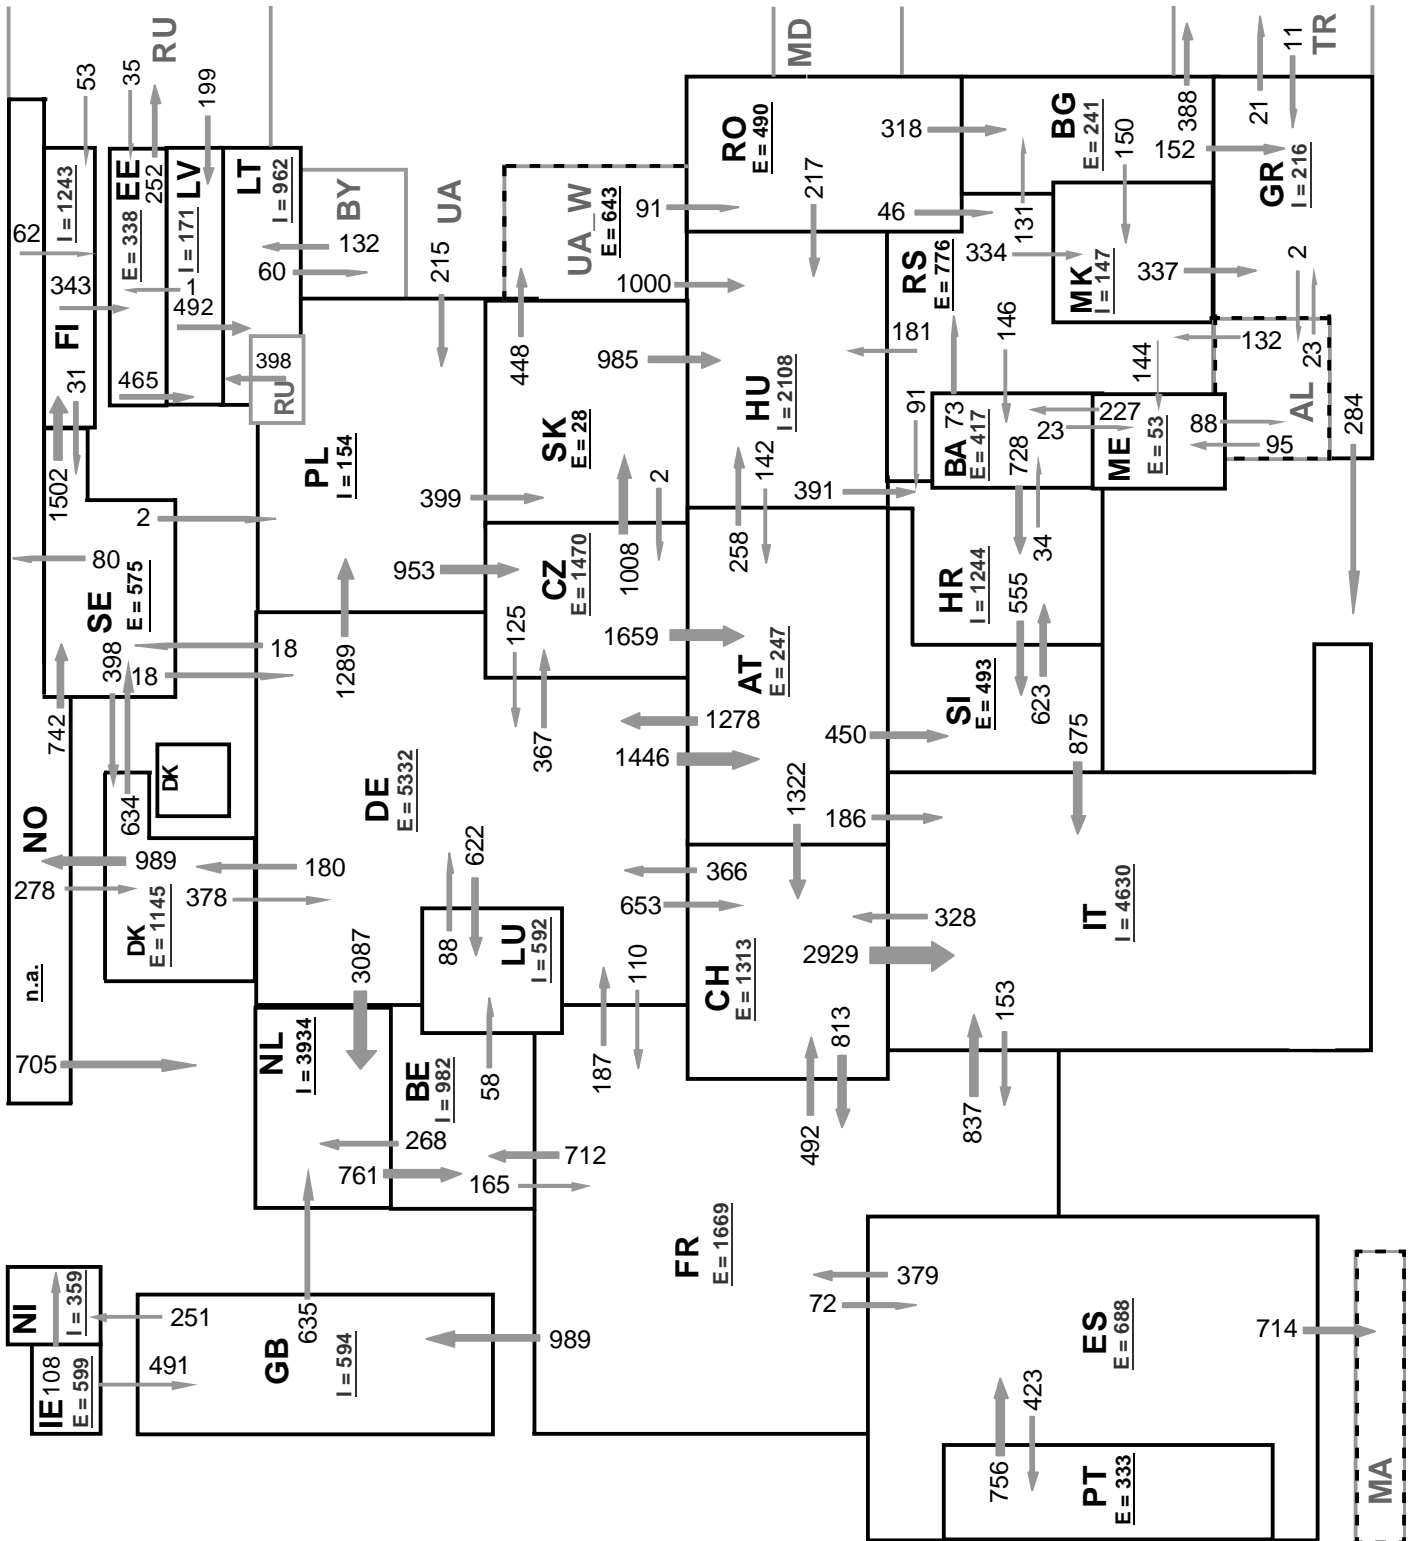 RU
MD
TR
53
35
199
11
21
388
62
I = 1243
FI
343
31
1502
EE
E = 338
252
1
465
LV
I = 171
492
LT
I = 962
398
RU
BY
132
60
UA
215
UA_W
E = 643
91
1000
448
RO
E = 490
217
318
46
BG
E = 241
150
152
131
GR
I = 216
RS
E = 776
334
MK
I = 147
337
2
23
132
AL
284
181
146
144
91
BA
E = 417
73
728
227
23
ME
E = 53
88
95
PL
I = 154
399
985
SK
E = 28
HU
I = 2108
258
142
391
2
80
SE
E = 575
398
18
18
742
1289
953
CZ
E = 1470
1008
2
125
367
1659
AT
E = 247
1278
1446
1322
HR
I = 1244
34
555
SI
E = 493
623
875
450
186
NO
n.a.
278
705
634
DK
989
DK
E = 1145
180
378
DE
E = 5332
88
622
LU
I = 592
366
653
3087
110
187
CH
E = 1313
328
2929
IT
I = 4630
492
813
837
153
NL
I = 3934
BE
I = 982
58
268
761
165
712
FR
E = 1669
NI
I = 359
251
IE
108
E = 599
491
GB
I = 594
635
989
379
72
ES
E = 688
714
756
423
PT
E = 333
MA